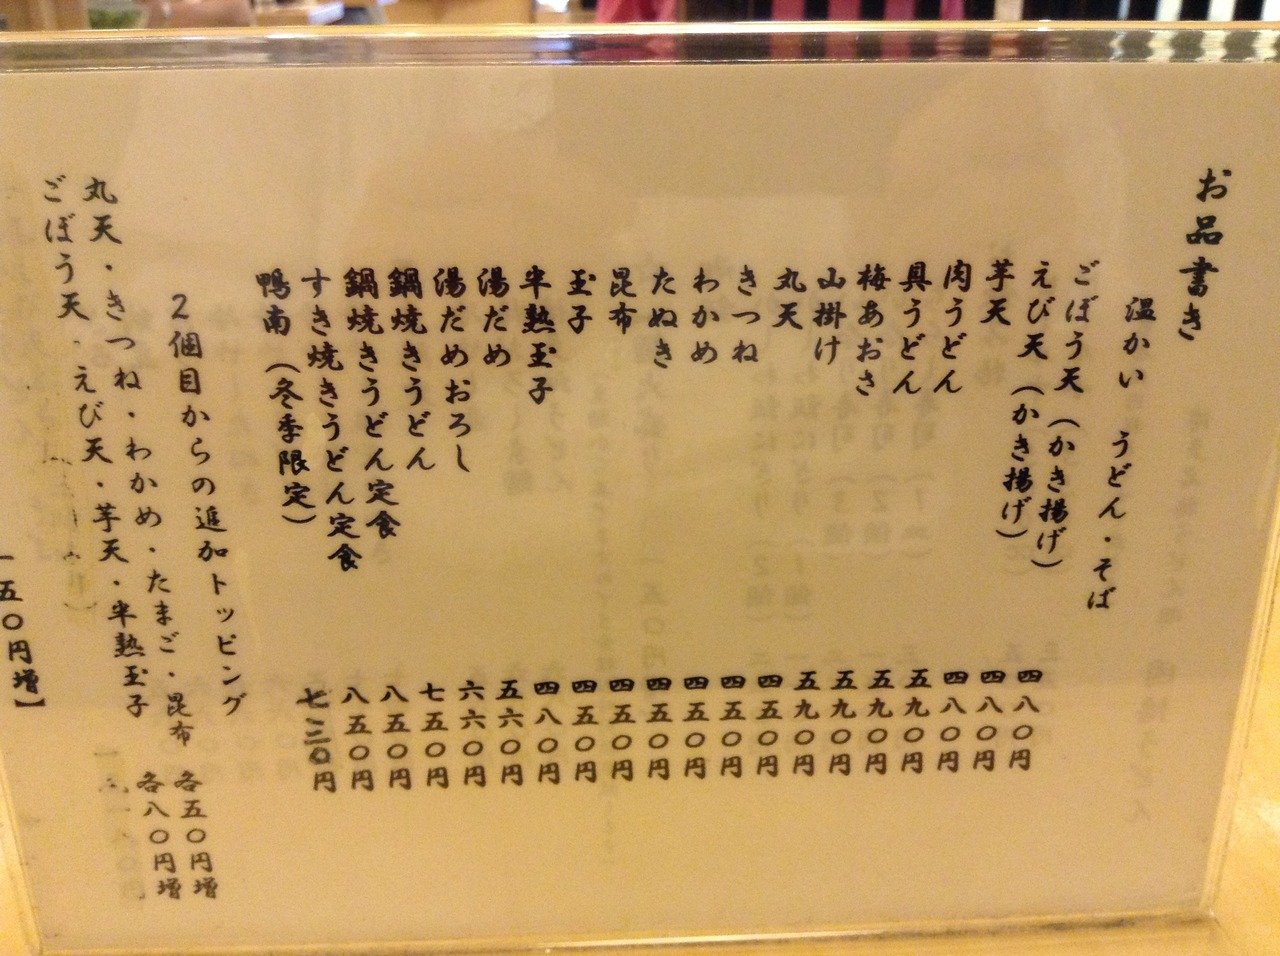 お品書き
温かい うどん・そば
ごぼう天（かき揚げ） 四八〇円
えび天（かき揚げ） 四八〇円
芋天 四八〇円
肉うどん 五九〇円
具うどん 五九〇円
梅あおさ 五九〇円
山掛け 五九〇円
丸天 四五〇円
きつね 四五〇円
わかめ 四五〇円
たぬき 四五〇円
昆布 四五〇円
玉子 四五〇円
半熟玉子 四八〇円
湯だめ 五六〇円
湯だめおろし 六六〇円
鍋焼きうどん 七五〇円
鍋焼きうどん定食 八五〇円
すき焼きうどん定食 八五〇円
鴨南（冬季限定） 七三〇円
2個目からの追加トッピング
丸天・きつね・わかめ・たまご・昆布 各五〇円増
ごぼう天・えび天・芋天・半熟玉子 各八〇円増
一五〇円増】